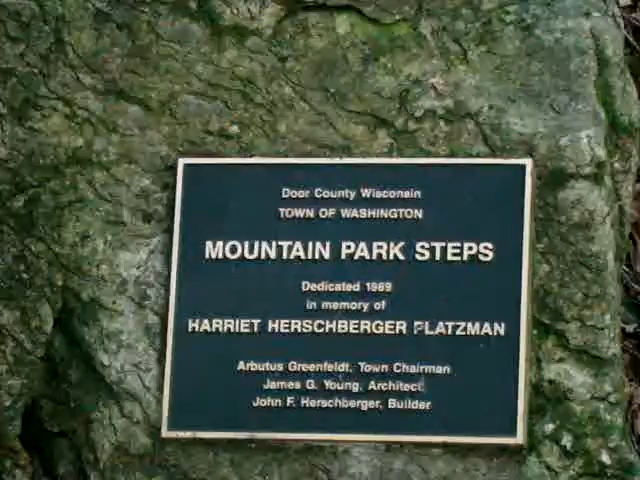 Door County Wisconsin
TOWN OF WASHINGTON
MOUNTAIN PARK STEPS
Dedicated 1989
in memory of
HARRIET HERSCHBERGER PLATZMAN
Arbutus Greenfeldt, Town Chairman
James G. Young, Architect
John F. Herschberger, Builder